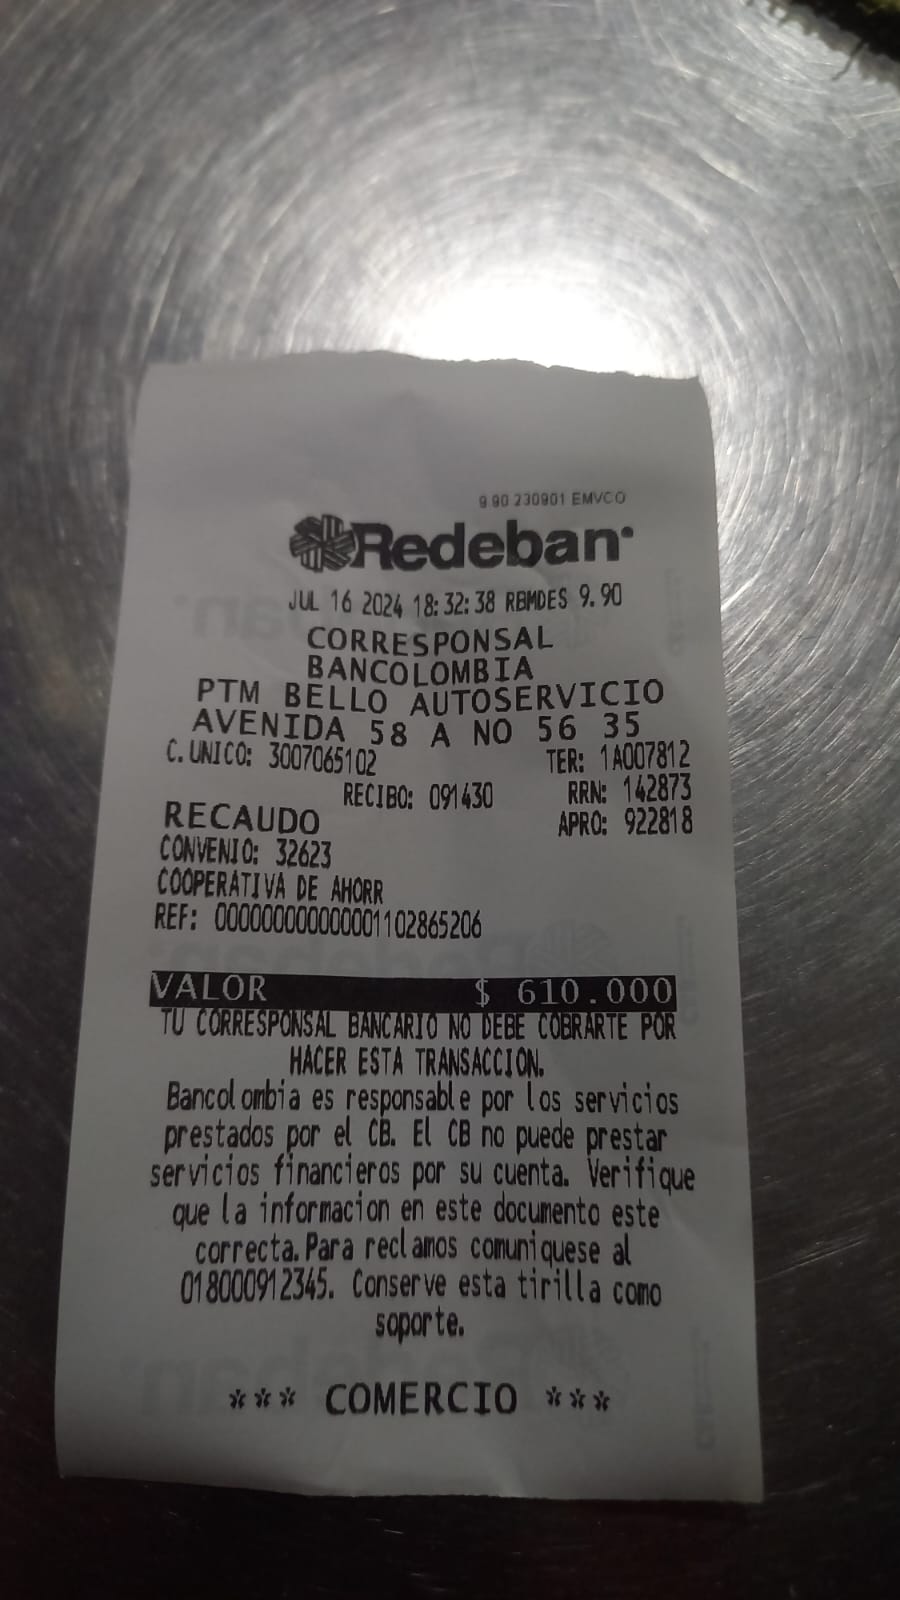 9.90 230901 EMVCO
Redeban
JUL 16 2024 18:32:38 RBMDES 9.90
CORRESPONSAL
BANCOLOMBIA
PTM BELLO AUTOSERVICIO
AVENIDA 58 A NO 56 35
C. UNICO: 3007065102 TER: 1A007812
RECIBO: 091430 RRN: 142873
RECAUDO APRO: 922818
CONVENIO: 32623
COOPERATIVA DE AHORR
REF: 00000000000001102865206
VALOR $ 610.000
TU CORRESPONSAL BANCARIO NO DEBE COBRARTE POR
HACER ESTA TRANSACCION.
Bancolombia es responsable por los servicios
prestados por el CB. El CB no puede prestar
servicios financieros por su cuenta. Verifique
que la informacion en este documento este
correcta.Para reclamos comuniquese al
018000912345. Conserve esta tirilla como
soporte.
*** COMERCIO ***